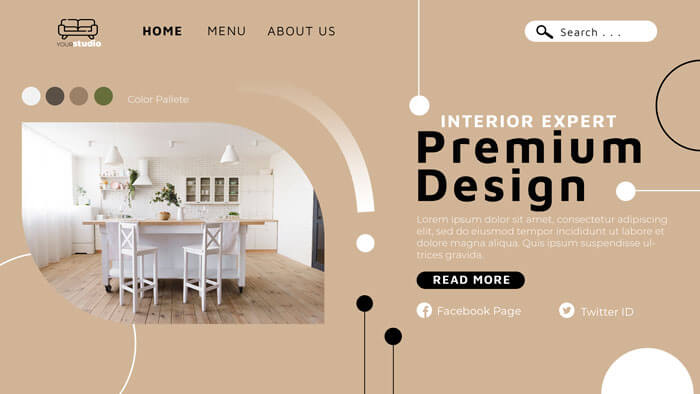 YOURstudio
HOME
MENU
ABOUT US
Search . . .
Color Pallete
INTERIOR EXPERT
Premium
Design
Lorem ipsum dolor sit amet, consectetur adipiscing
elit, sed do eiusmod tempor incididunt ut labore et
dolore magna aliqua. Quis ipsum suspendisse ul-
trices gravida.
READ MORE
Facebook Page
Twitter ID